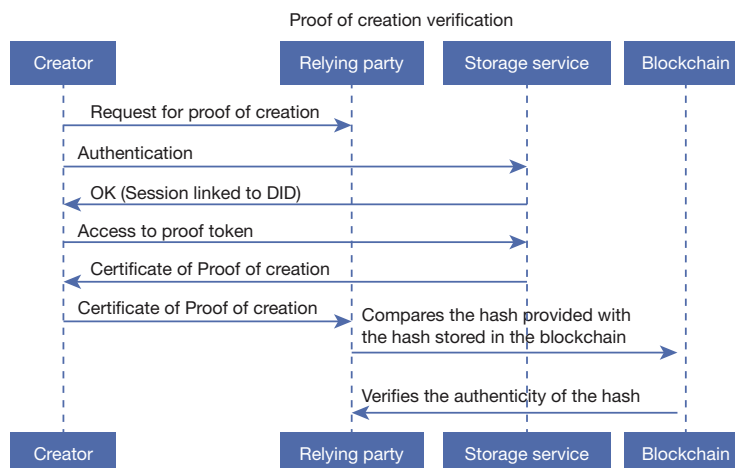 Proof of creation verification
Creator
Relying party
Storage service
Blockchain
Request for proof of creation
Authentication
OK (Session linked to DID)
Access to proof token
Certificate of Proof of creation
Certificate of Proof of creation
Compares the hash provided with
the hash stored in the blockchain
Verifies the authenticity of the hash
Creator
Relying party
Storage service
Blockchain